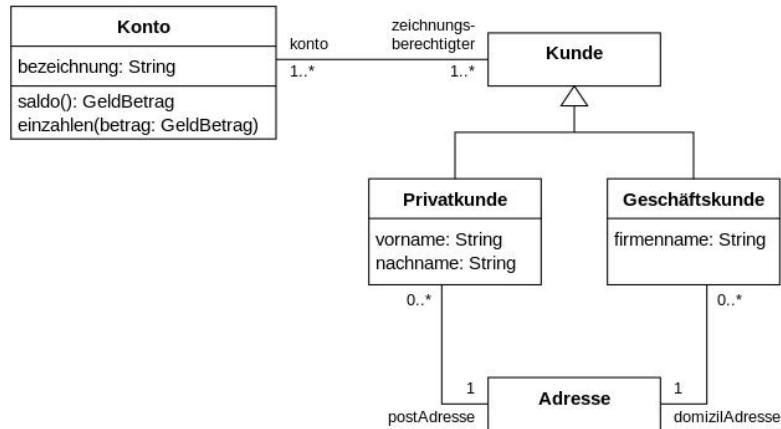 Konto
bezeichnung: String
saldo(): GeldBetrag
einzahlen(betrag: GeldBetrag)
konto
1..*
zeichnungs-
berechtigter
1..*
Kunde
Privatkunde
vorname: String
nachname: String
0..*
Geschäftskunde
firmenname: String
0..*
1
postAdresse
Adresse
1
domizilAdresse